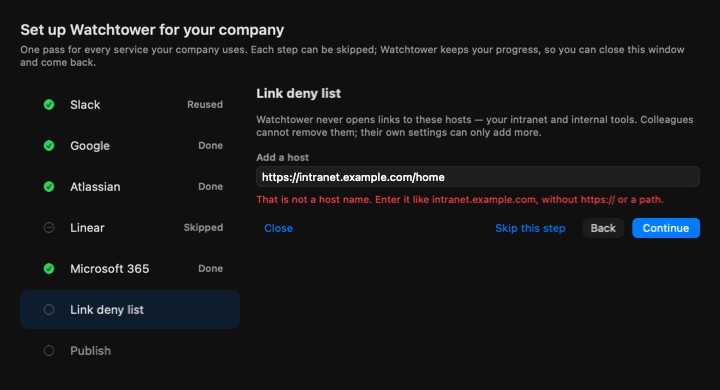 Set up Watchtower for your company
One pass for every service your company uses. Each step can be skipped; Watchtower keeps your progress, so you can close this window
and come back.
Slack Reused
Google Done
Atlassian Done
Linear Skipped
Microsoft 365 Done
Link deny list
Publish
Link deny list
Watchtower never opens links to these hosts — your intranet and internal tools. Colleagues
cannot remove them; their own settings can only add more.
Add a host
https://intranet.example.com/home
That is not a host name. Enter it like intranet.example.com, without https:// or a path.
Close Skip this step Back Continue